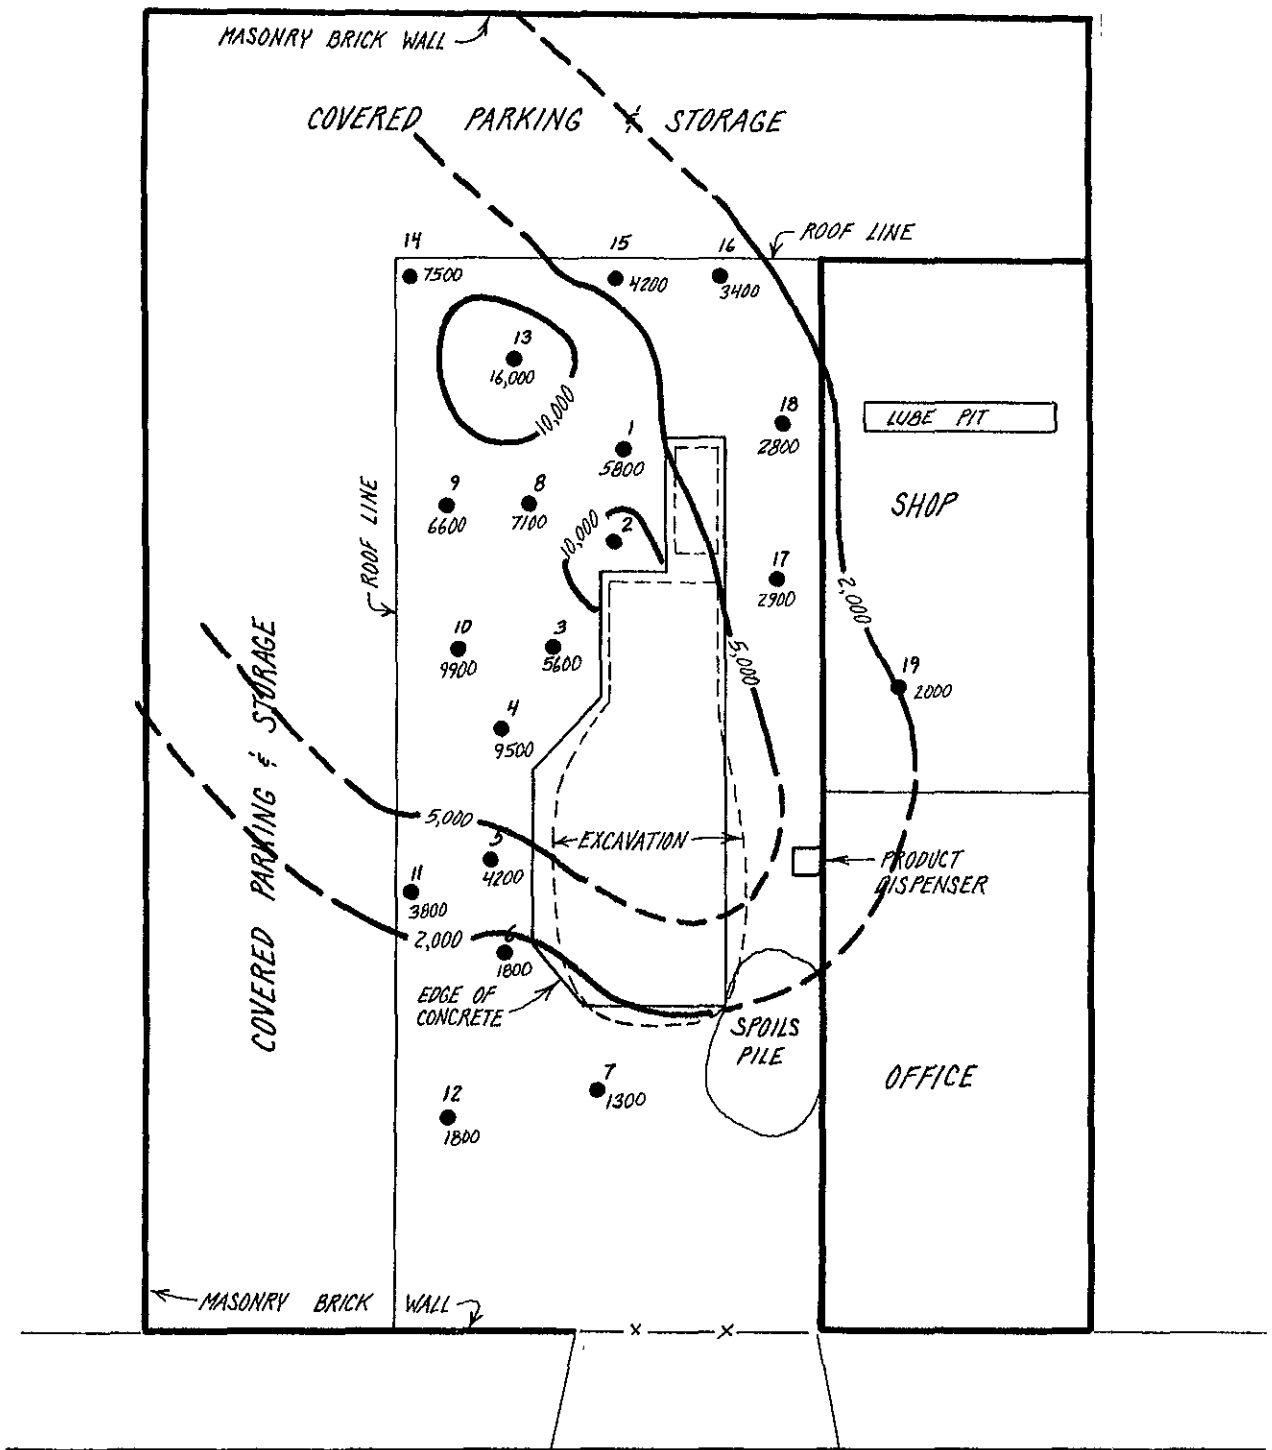 MASONRY BRICK WALL
COVERED PARKING & STORAGE
ROOF LINE
14
7500
15
4200
16
3400
13
16,000
10,000
18
2800
LUBE PIT
1
5800
SHOP
9
6600
8
7100
10,000
2
ROOF LINE
17
2900
2,000
10
9900
3
5600
5,000
19
2000
COVERED PARKING & STORAGE
4
9500
5,000
5
4200
EXCAVATION
PRODUCT
DISPENSER
11
3800
2,000
6
1800
EDGE OF
CONCRETE
SPOILS
PILE
7
1300
OFFICE
12
1800
MASONRY BRICK WALL
x x